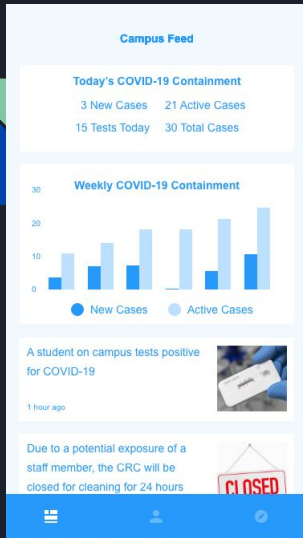 Campus Feed
Today's COVID-19 Containment
3 New Cases 21 Active Cases
15 Tests Today 30 Total Cases
Weekly COVID-19 Containment
30
20
10
0
New Cases Active Cases
A student on campus tests positive
for COVID-19
1 hour ago
Due to a potential exposure of a
staff member, the CRC will be
closed for cleaning for 24 hours
CLOSED